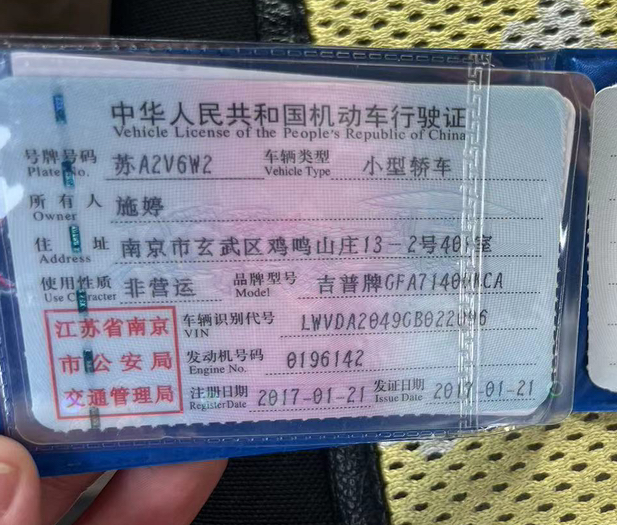 中华人民共和国机动车行驶证
Vehicle License of the People's Republic of China
号牌号码 苏A2V6W2 车辆类型 小型轿车
Plate No. Vehicle Type
所有人 施婷
Owner
住址 南京市玄武区鸡鸣山庄13-2号40 室
Address
使用性质 非营运 品牌型号 吉普牌
Use Character Model
江苏省南京
市公安局
交通管理局
车辆识别代号
VIN
发动机号码 0196142
Engine No.
注册日期 2017-01-21 发证日期 2017-01-21
Register Date Issue Date